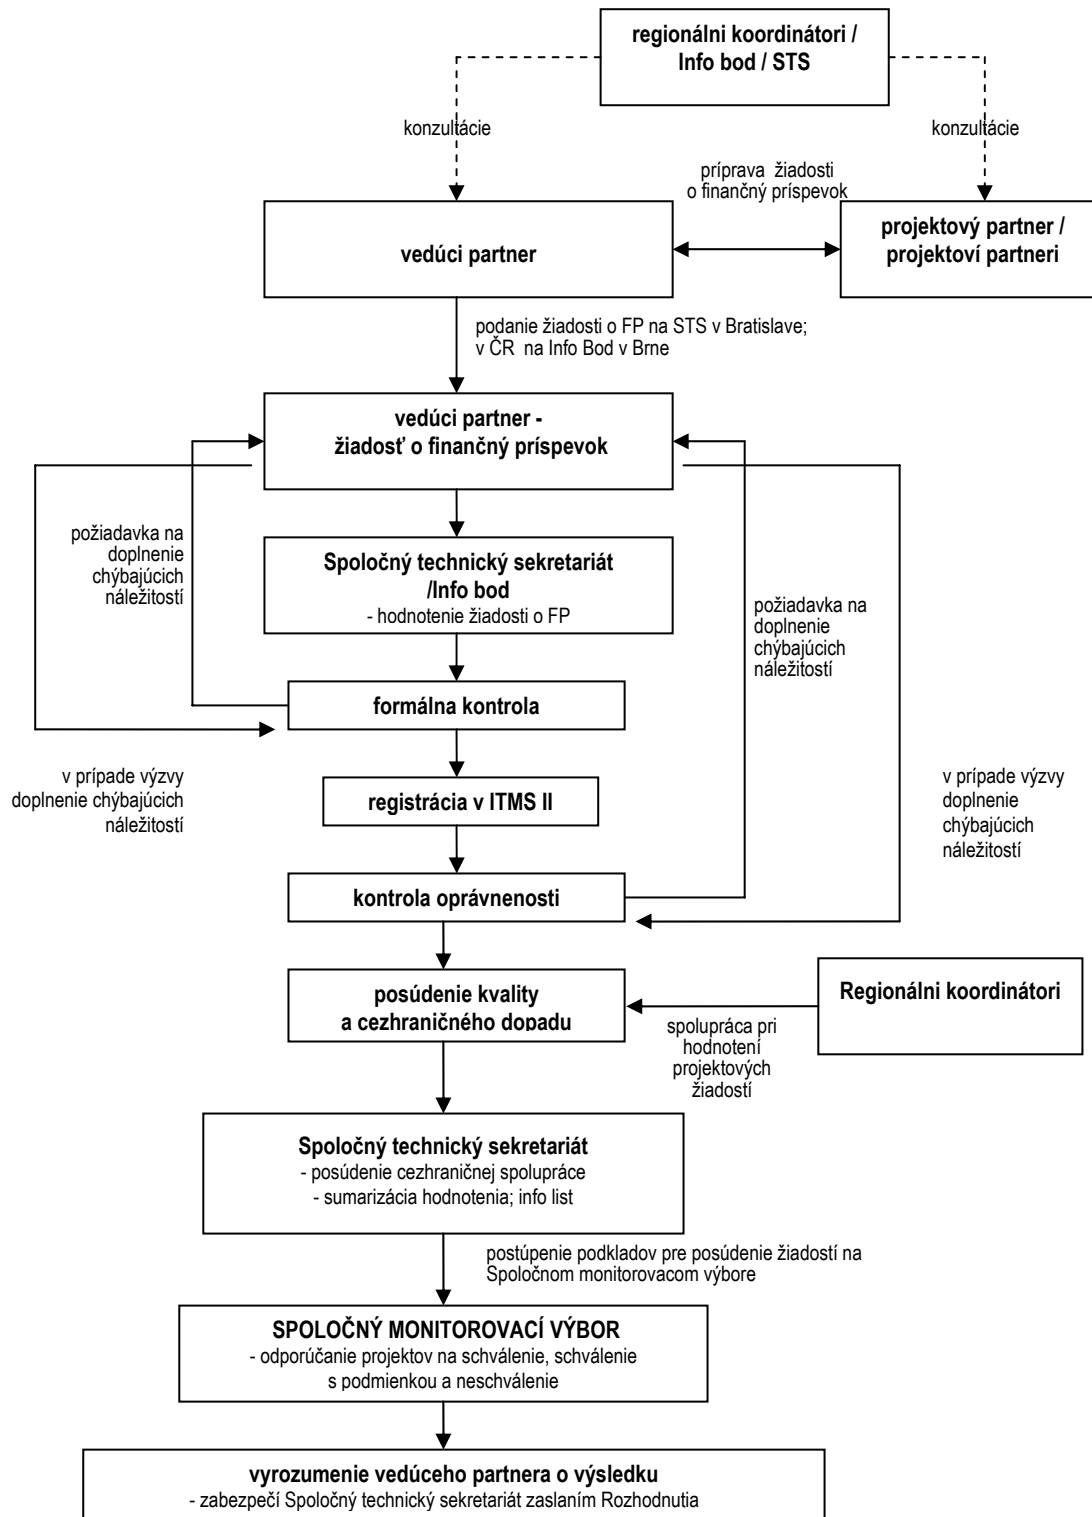 regionálni koordinátori /
Info bod / STS
konzultácie
konzultácie
príprava žiadosti
o finančný príspevok
vedúci partner
projektový partner /
projektoví partneri
podanie žiadosti o FP na STS v Bratislave;
v ČR na Info Bod v Brne
vedúci partner -
žiadosť o finančný príspevok
požiadavka na
doplnenie
chýbajúcich
náležitostí
Spoločný technický sekretariát
/Info bod
- hodnotenie žiadosti o FP
požiadavka na
doplnenie
chýbajúcich
náležitostí
formálna kontrola
v prípade výzvy
doplnenie chýbajúcich
náležitostí
registrácia v ITMS II
v prípade výzvy
doplnenie
chýbajúcich
náležitostí
kontrola oprávnenosti
posúdenie kvality
a cezhraničného dopadu
Regionálni koordinátori
spolupráca pri
hodnotení
projektových
žiadostí
Spoločný technický sekretariát
- posúdenie cezhraničnej spolupráce
- sumarizácia hodnotenia; info list
postúpenie podkladov pre posúdenie žiadostí na
Spoločnom monitorovacom výbore
SPOLOČNÝ MONITOROVACÍ VÝBOR
- odporúčanie projektov na schválenie, schválenie
s podmienkou a neschválenie
vyrozumenie vedúceho partnera o výsledku
- zabezpečí Spoločný technický sekretariát zaslaním Rozhodnutia